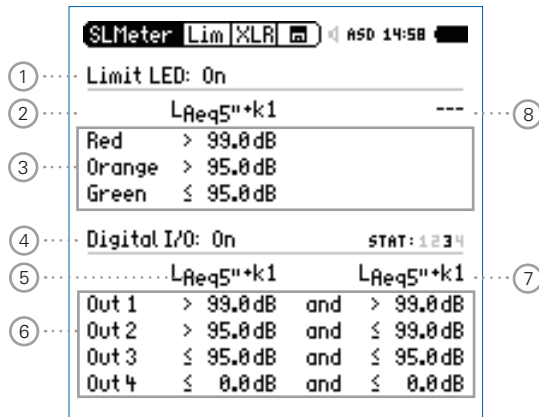 SLMeter Lim XLR ASD 14:58
1 Limit LED: On
2 LAeq5"+k1 --- 8
3
Red > 99.0dB
Orange > 95.0dB
Green ≤ 95.0dB
4 Digital I/O: On STAT: 1234
5 LAeq5"+k1 LAeq5"+k1 7
6
Out 1 > 99.0dB and > 99.0dB
Out 2 > 95.0dB and ≤ 99.0dB
Out 3 ≤ 95.0dB and ≤ 95.0dB
Out 4 ≤ 0.0dB and ≤ 0.0dB